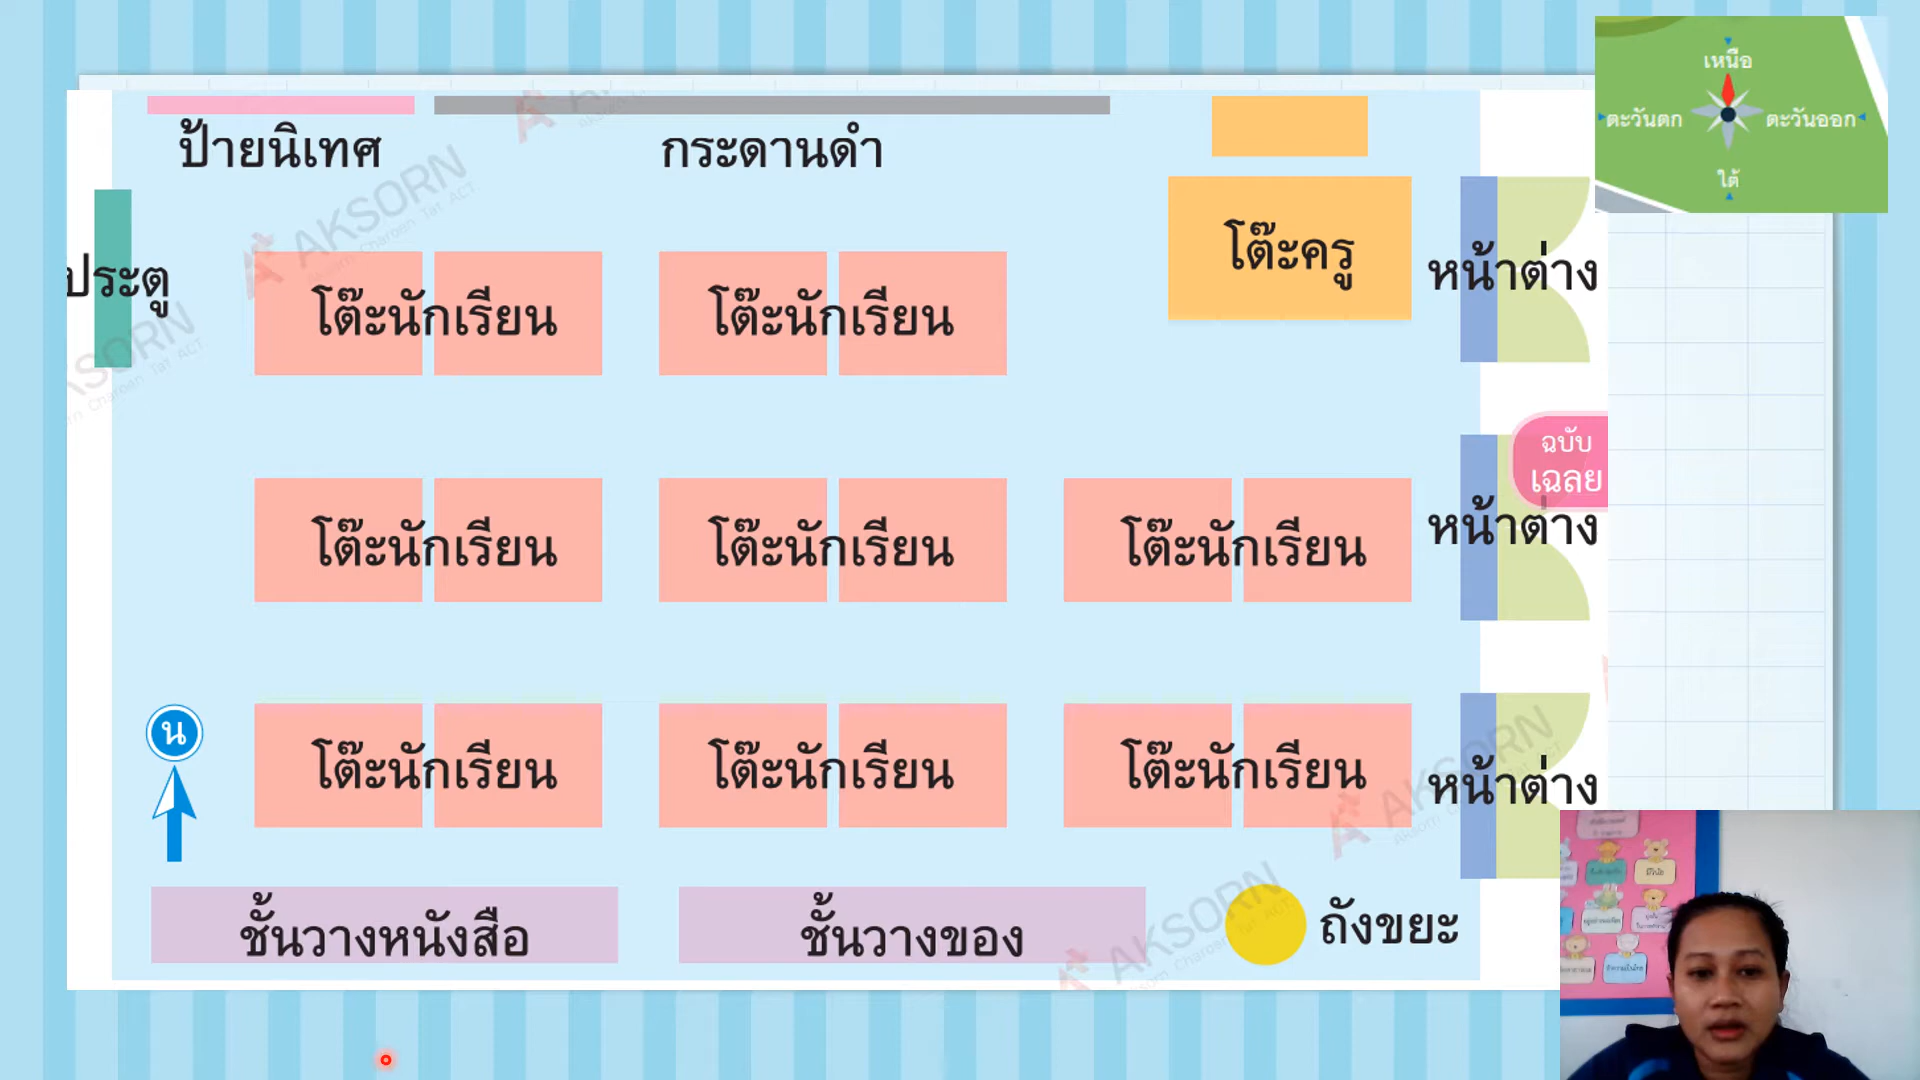 เหนือ
ตะวันตก
ตะวันออก
ใต้
ป้ายนิเทศ
กระดานดำ
ประตู
โต๊ะครู
หน้าต่าง
โต๊ะนักเรียน
โต๊ะนักเรียน
ฉบับ
เฉลย
โต๊ะนักเรียน
โต๊ะนักเรียน
โต๊ะนักเรียน
หน้าต่าง
น
โต๊ะนักเรียน
โต๊ะนักเรียน
โต๊ะนักเรียน
หน้าต่าง
ชั้นวางหนังสือ
ชั้นวางของ
ถังขยะ
AKSORN
Aksorn Charoen Tat ACT.
AKSORN